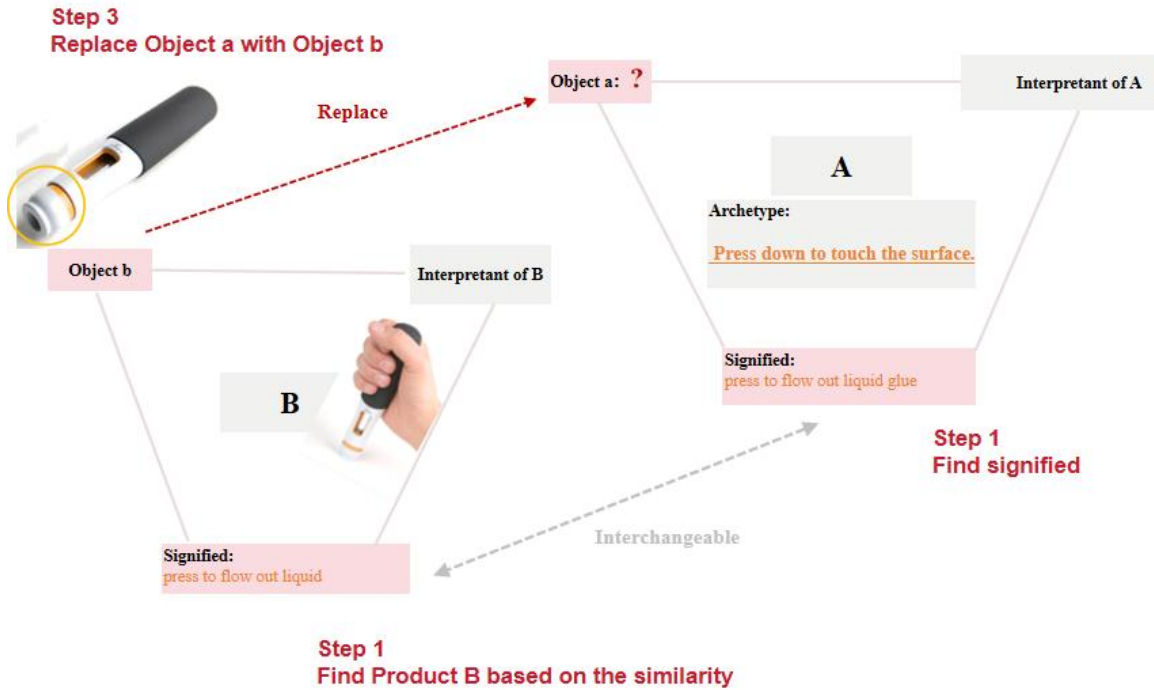 Step 3
Replace Object a with Object b
Replace
Object a: ?
Interpretant of A
A
Archetype:
Press down to touch the surface.
Object b
Interpretant of B
B
Signified:
press to flow out liquid glue
Step 1
Find signified
Interchangeable
Signified:
press to flow out liquid
Step 1
Find Product B based on the similarity